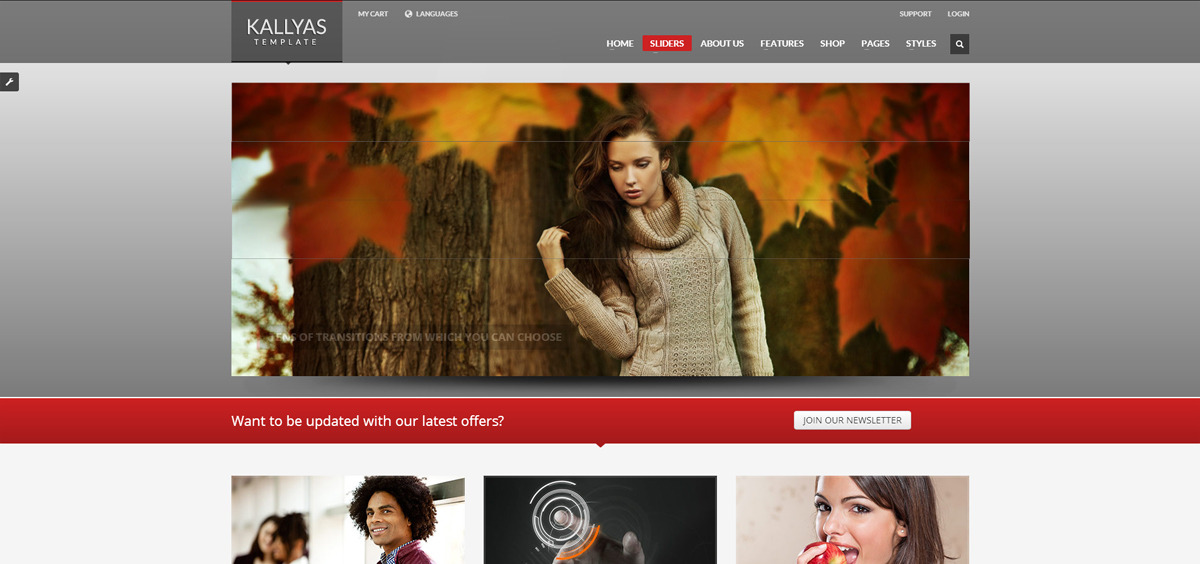 KALLYAS
TEMPLATE
MY CART LANGUAGES
SUPPORT LOGIN
HOME SLIDERS ABOUT US FEATURES SHOP PAGES STYLES
TENS OF TRANSITIONS FROM WHICH YOU CAN CHOOSE
Want to be updated with our latest offers?
JOIN OUR NEWSLETTER